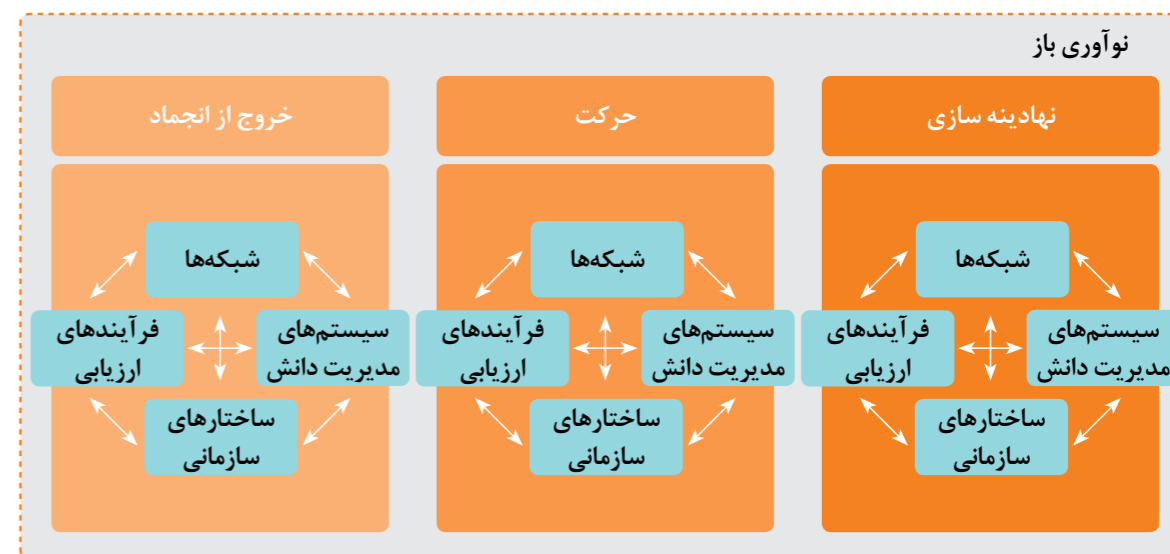 نوآوری باز
نهادینه سازی
حرکت
خروج از انجماد
شبکه‌ها
سیستم‌های
مدیریت دانش
فرآیندهای
ارزیابی
ساختارهای
سازمانی
شبکه‌ها
سیستم‌های
مدیریت دانش
فرآیندهای
ارزیابی
ساختارهای
سازمانی
شبکه‌ها
سیستم‌های
مدیریت دانش
فرآیندهای
ارزیابی
ساختارهای
سازمانی